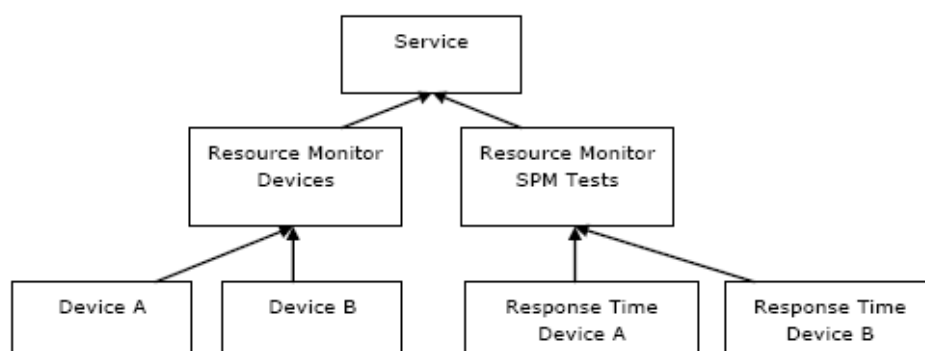 Service
Resource Monitor
Devices
Resource Monitor
SPM Tests
Device A
Device B
Response Time
Device A
Response Time
Device B